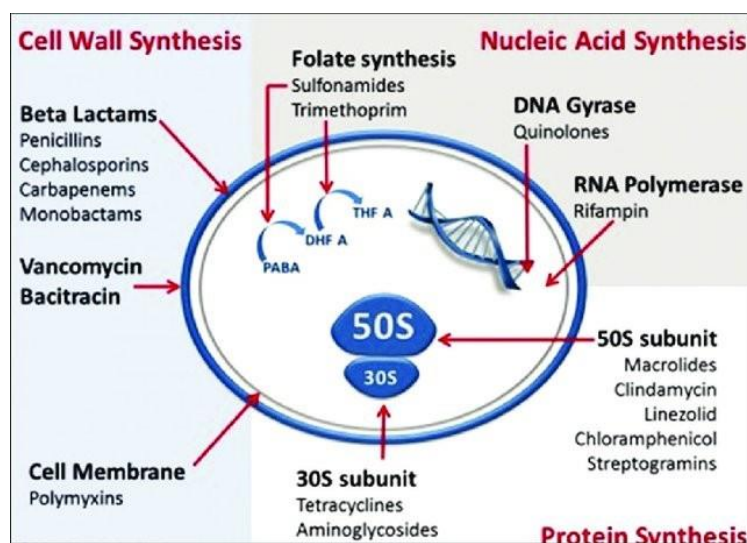 Cell Wall Synthesis
Nucleic Acid Synthesis
Folate synthesis
Sulfonamides
Trimethoprim
Beta Lactams
Penicillins
Cephalosporins
Carbapenems
Monobactams
DNA Gyrase
Quinolones
RNA Polymerase
Rifampin
THF A
DHF A
PABA
Vancomycin
Bacitracin
50S
30S
50S subunit
Macrolides
Clindamycin
Linezolid
Chloramphenicol
Streptogramins
Cell Membrane
Polymyxins
30S subunit
Tetracyclines
Aminoglycosides
Protein Synthesis